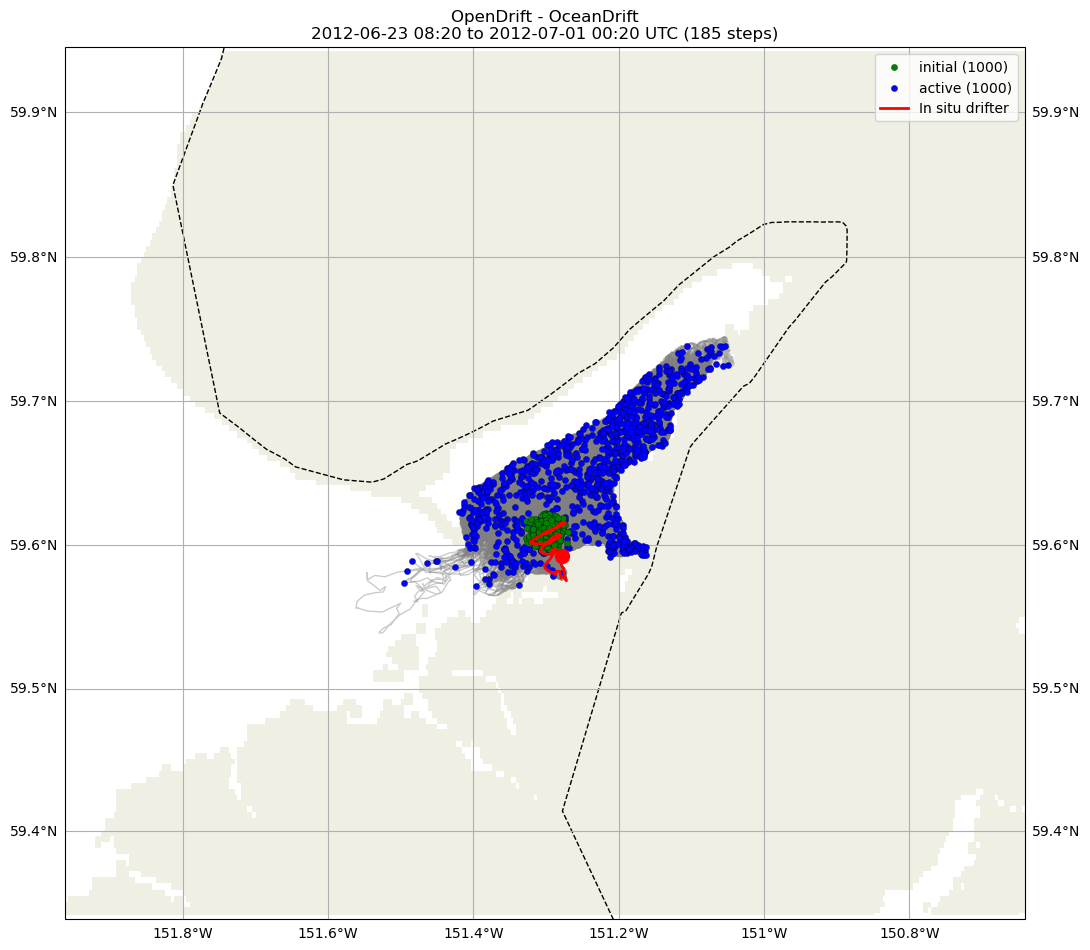 OpenDrift - OceanDrift
2012-06-23 08:20 to 2012-07-01 00:20 UTC (185 steps)
initial (1000)
active (1000)
In situ drifter
59.9°N
59.9°N
59.8°N
59.8°N
59.7°N
59.7°N
59.6°N
59.6°N
59.5°N
59.5°N
59.4°N
59.4°N
151.8°W
151.6°W
151.4°W
151.2°W
151°W
150.8°W